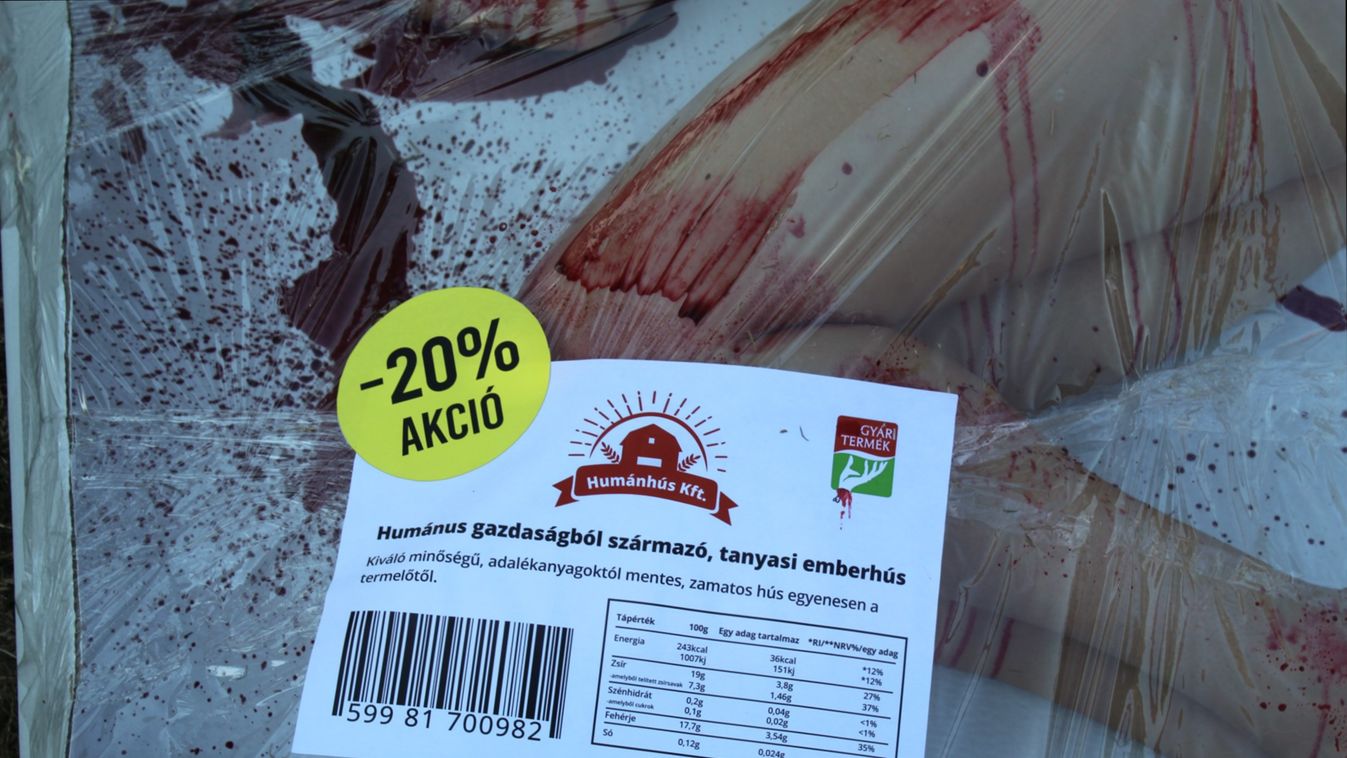 -20%
AKCIÓ
Humánhús Kft.
GYÁRI
TERMÉK
Humánus gazdaságból származó, tanyasi emberhús
Kiváló minőségű, adalékanyagoktól mentes, zamatos hús egyenesen a
termelőtől.
599 81 700982
Tápérték 100g Egy adag tartalmaz *RI/**NRV%/egy adag
Energia 243kcal 36kcal *12%
1007kj 151kj *12%
Zsír 19g 3,8g 27%
-amelyből telített zsírsavak 7,3g 1,46g 37%
Szénhidrát 0,2g 0,04g <1%
-amelyből cukrok 0,1g 0,02g <1%
Fehérje 17,7g 3,54g 35%
Só 0,12g 0,024g